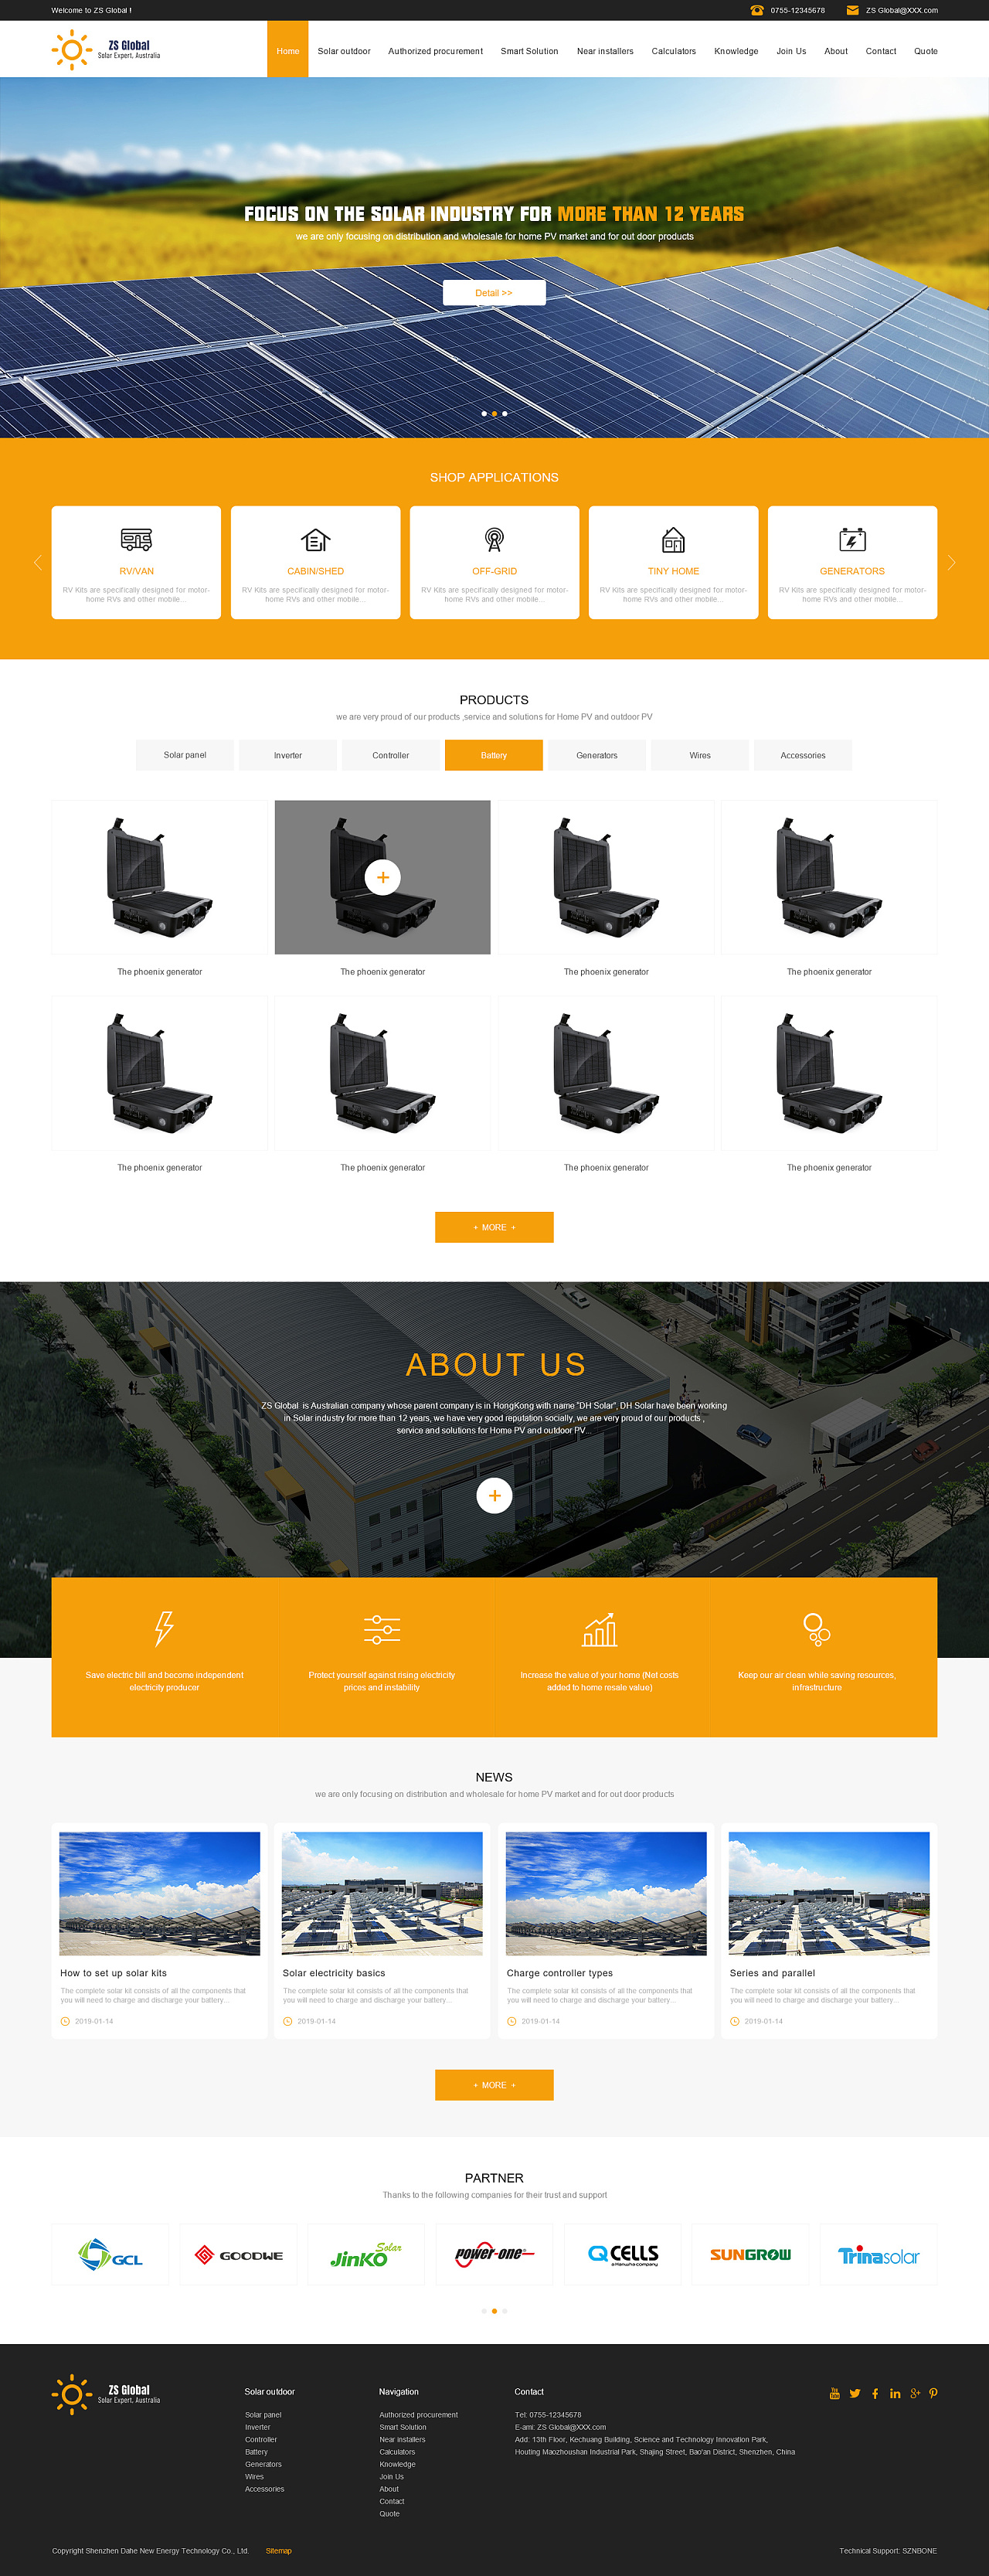 Welcome to ZS Global !
0755-12345678
ZS Global@XXX.com
ZS Global
Solar Expert, Australia
Home
Solar outdoor
Authorized procurement
Smart Solution
Near installers
Calculators
Knowledge
Join Us
About
Contact
Quote
FOCUS ON THE SOLAR INDUSTRY FOR MORE THAN 12 YEARS
we are only focusing on distribution and wholesale for home PV market and for out door products
Detail >>
SHOP APPLICATIONS
RV/VAN
RV Kits are specifically designed for motor-
home RVs and other mobile...
CABIN/SHED
RV Kits are specifically designed for motor-
home RVs and other mobile...
OFF-GRID
RV Kits are specifically designed for motor-
home RVs and other mobile...
TINY HOME
RV Kits are specifically designed for motor-
home RVs and other mobile...
GENERATORS
RV Kits are specifically designed for motor-
home RVs and other mobile...
PRODUCTS
we are very proud of our products ,service and solutions for Home PV and outdoor PV
Solar panel
Inverter
Controller
Battery
Generators
Wires
Accessories
The phoenix generator
The phoenix generator
The phoenix generator
The phoenix generator
The phoenix generator
The phoenix generator
The phoenix generator
The phoenix generator
+ MORE +
ABOUT US
ZS Global is Australian company whose parent company is in HongKong with name "DH Solar", DH Solar have been working
in Solar industry for more than 12 years, we have very good reputation socially, we are very proud of our products ,
service and solutions for Home PV and outdoor PV...
Save electric bill and become independent
electricity producer
Protect yourself against rising electricity
prices and instability
Increase the value of your home (Net costs
added to home resale value)
Keep our air clean while saving resources,
infrastructure
NEWS
we are only focusing on distribution and wholesale for home PV market and for out door products
How to set up solar kits
The complete solar kit consists of all the components that
you will need to charge and discharge your battery...
2019-01-14
Solar electricity basics
The complete solar kit consists of all the components that
you will need to charge and discharge your battery...
2019-01-14
Charge controller types
The complete solar kit consists of all the components that
you will need to charge and discharge your battery...
2019-01-14
Series and parallel
The complete solar kit consists of all the components that
you will need to charge and discharge your battery...
2019-01-14
+ MORE +
PARTNER
Thanks to the following companies for their trust and support
GCL
GOODWE
JinKO Solar
power-one
Q CELLS
a Hanwha company
SUNGROW
Trinasolar
ZS Global
Solar Expert, Australia
Solar outdoor
Solar panel
Inverter
Controller
Battery
Generators
Wires
Accessories
Navigation
Authorized procurement
Smart Solution
Near installers
Calculators
Knowledge
Join Us
About
Contact
Quote
Contact
Tel: 0755-12345678
E-ami: ZS Global@XXX.com
Add: 13th Floor, Kechuang Building, Science and Technology Innovation Park,
Houting Maozhoushan Industrial Park, Shajing Street, Bao'an District, Shenzhen, China
Copyright Shenzhen Dahe New Energy Technology Co., Ltd.
Sitemap
Technical Support: SZNBONE